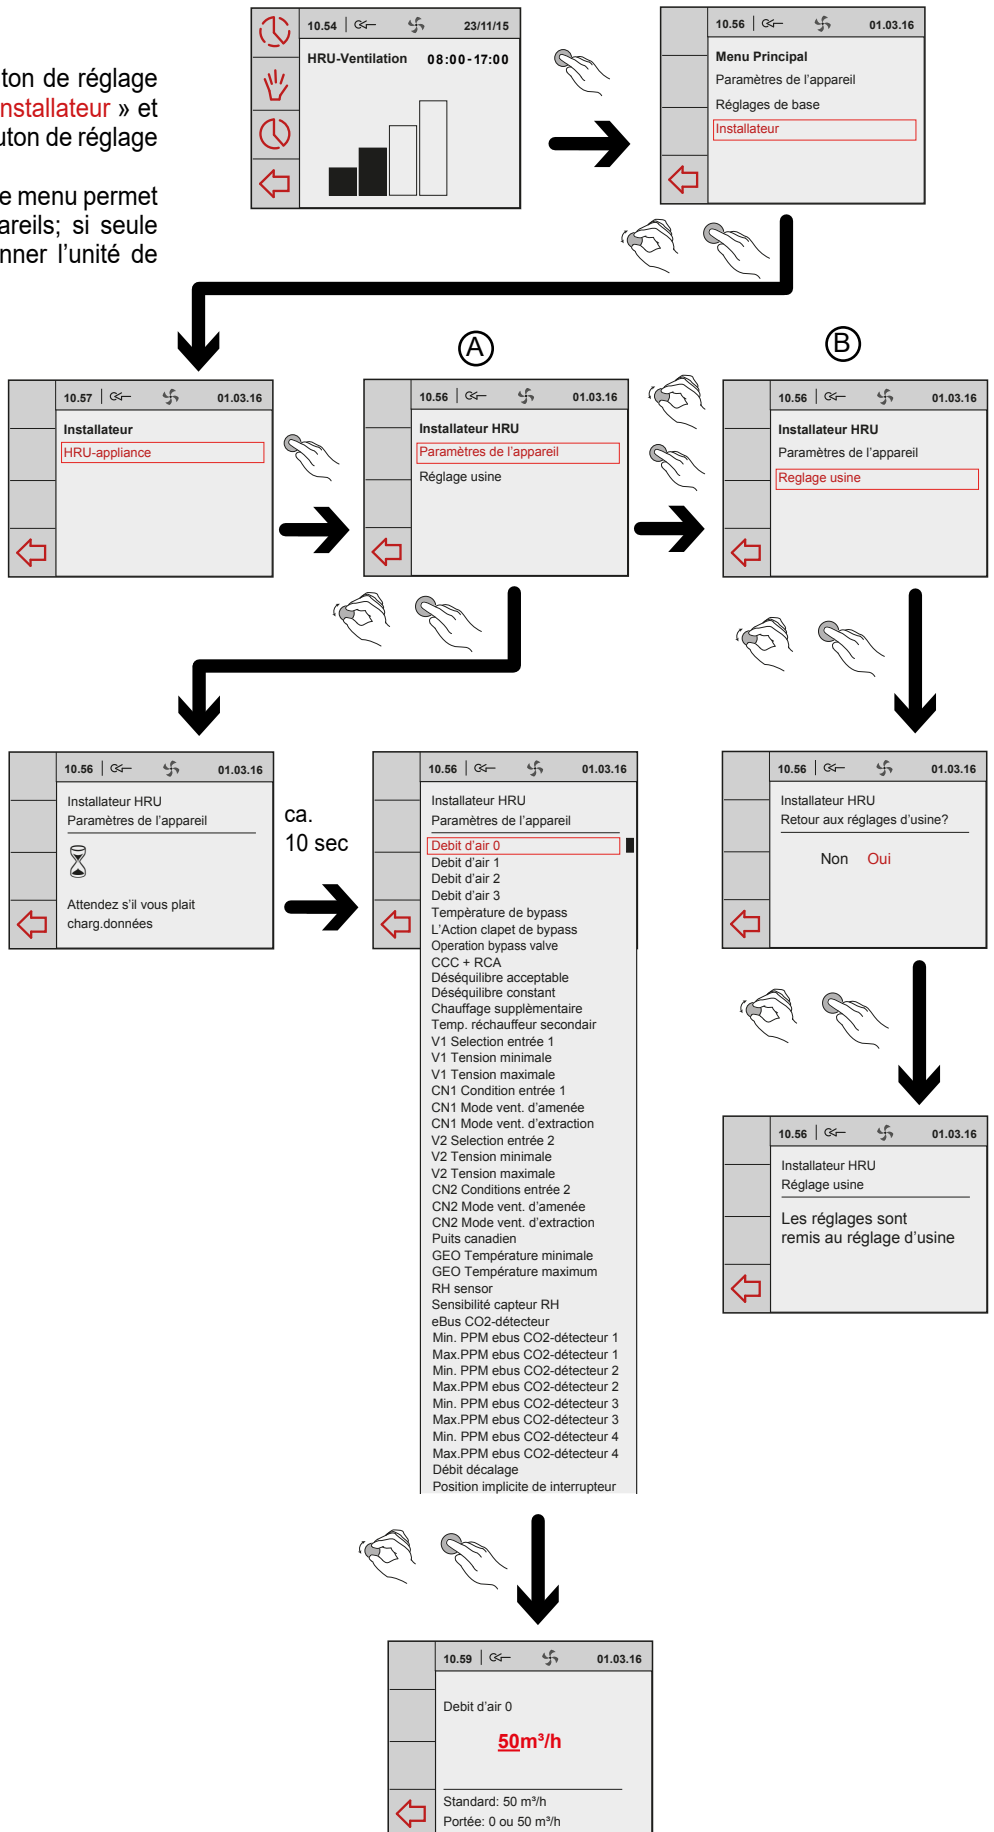 ton de réglage
nstallateur » et
uton de réglage
e menu permet
areils; si seule
nner l’unité de
10.54
23/11/15
HRU-Ventilation 08:00-17:00
10.56
01.03.16
Menu Principal
Paramètres de l’appareil
Réglages de base
Installateur
A
B
10.57
01.03.16
Installateur
HRU-appliance
10.56
01.03.16
Installateur HRU
Paramètres de l’appareil
Réglage usine
10.56
01.03.16
Installateur HRU
Paramètres de l’appareil
Reglage usine
10.56
01.03.16
Installateur HRU
Paramètres de l’appareil
Attendez s’il vous plait
charg.données
ca.
10 sec
10.56
01.03.16
Installateur HRU
Paramètres de l’appareil
Debit d’air 0
Debit d’air 1
Debit d’air 2
Debit d’air 3
Tempèrature de bypass
L’Action clapet de bypass
Operation bypass valve
CCC + RCA
Déséquilibre acceptable
Déséquilibre constant
Chauffage supplèmentaire
Temp. réchauffeur secondair
V1 Selection entrée 1
V1 Tension minimale
V1 Tension maximale
CN1 Condition entrée 1
CN1 Mode vent. d’amenée
CN1 Mode vent. d’extraction
V2 Selection entrée 2
V2 Tension minimale
V2 Tension maximale
CN2 Conditions entrée 2
CN2 Mode vent. d’amenée
CN2 Mode vent. d’extraction
Puits canadien
GEO Température minimale
GEO Température maximum
RH sensor
Sensibilité capteur RH
eBus CO2-détecteur
Min. PPM ebus CO2-détecteur 1
Max.PPM ebus CO2-détecteur 1
Min. PPM ebus CO2-détecteur 2
Max.PPM ebus CO2-détecteur 2
Min. PPM ebus CO2-détecteur 3
Max.PPM ebus CO2-détecteur 3
Min. PPM ebus CO2-détecteur 4
Max.PPM ebus CO2-détecteur 4
Débit décalage
Position implicite de interrupteur
10.56
01.03.16
Installateur HRU
Retour aux réglages d’usine?
Non Oui
10.56
01.03.16
Installateur HRU
Réglage usine
Les réglages sont
remis au réglage d’usine
10.59
01.03.16
Debit d’air 0
50m³/h
Standard: 50 m³/h
Portée: 0 ou 50 m³/h